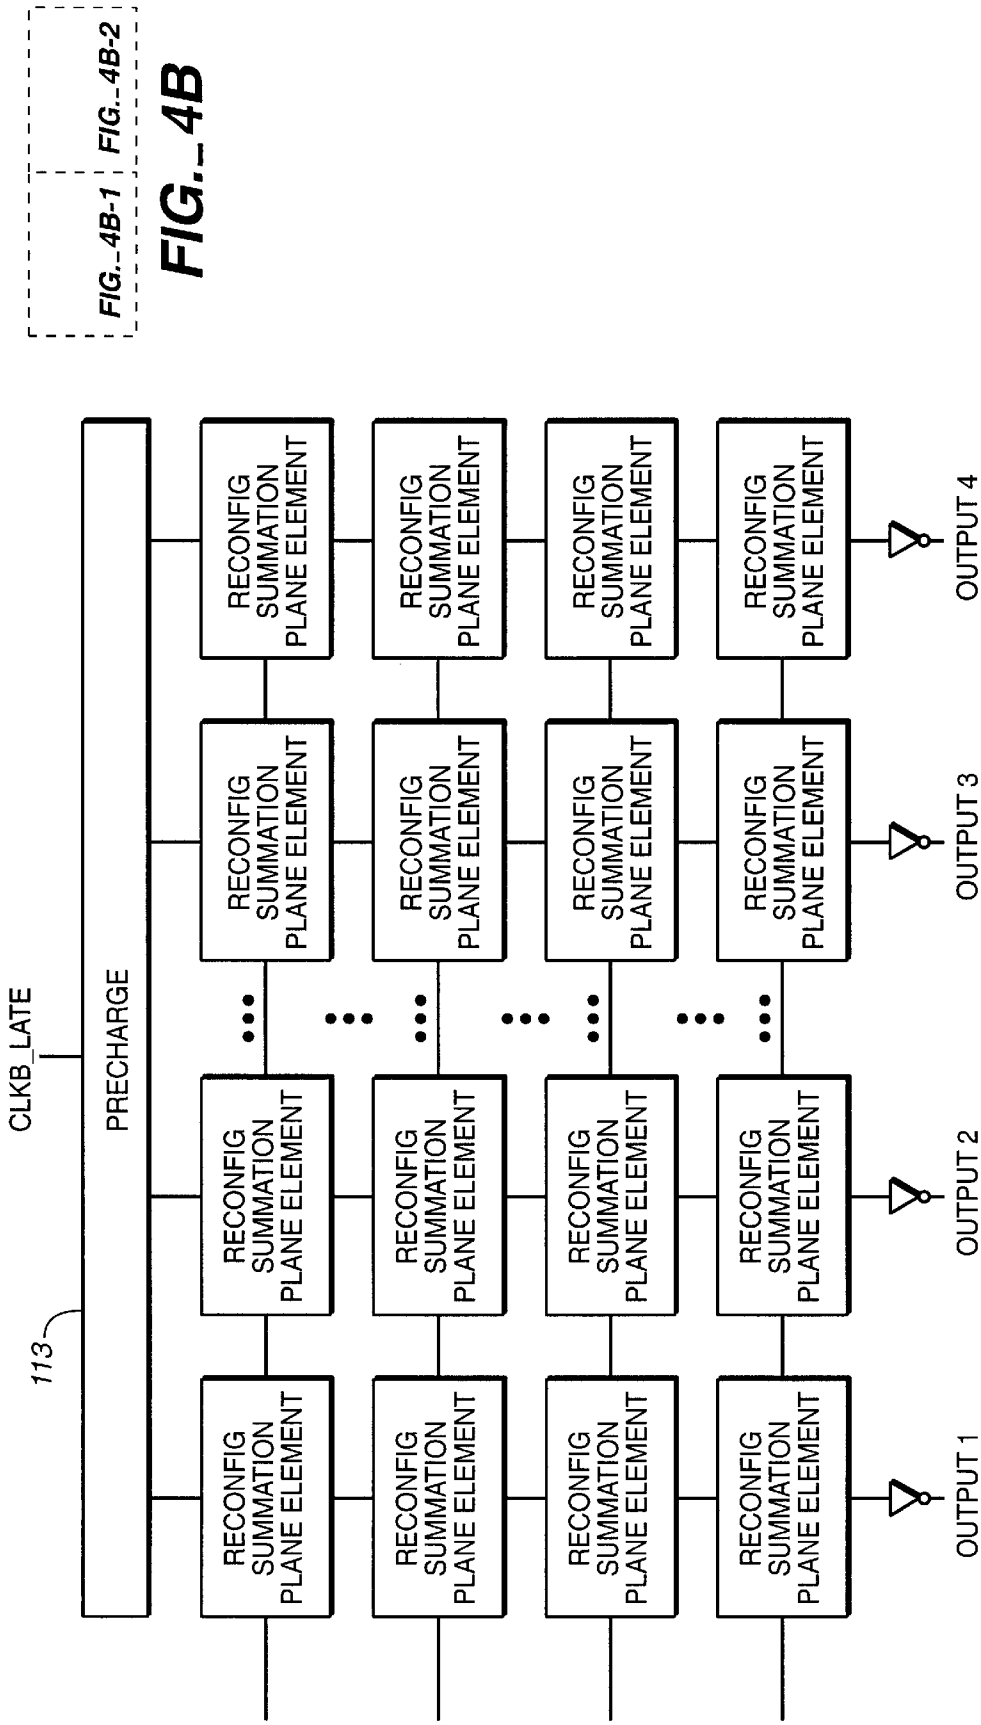 FIG._4B-1
FIG._4B-2
FIG._4B
CLKB_LATE
113
PRECHARGE
RECONFIG
SUMMATION
PLANE ELEMENT
RECONFIG
SUMMATION
PLANE ELEMENT
RECONFIG
SUMMATION
PLANE ELEMENT
RECONFIG
SUMMATION
PLANE ELEMENT
RECONFIG
SUMMATION
PLANE ELEMENT
RECONFIG
SUMMATION
PLANE ELEMENT
RECONFIG
SUMMATION
PLANE ELEMENT
RECONFIG
SUMMATION
PLANE ELEMENT
RECONFIG
SUMMATION
PLANE ELEMENT
RECONFIG
SUMMATION
PLANE ELEMENT
RECONFIG
SUMMATION
PLANE ELEMENT
RECONFIG
SUMMATION
PLANE ELEMENT
RECONFIG
SUMMATION
PLANE ELEMENT
RECONFIG
SUMMATION
PLANE ELEMENT
RECONFIG
SUMMATION
PLANE ELEMENT
RECONFIG
SUMMATION
PLANE ELEMENT
OUTPUT 1
OUTPUT 2
OUTPUT 3
OUTPUT 4